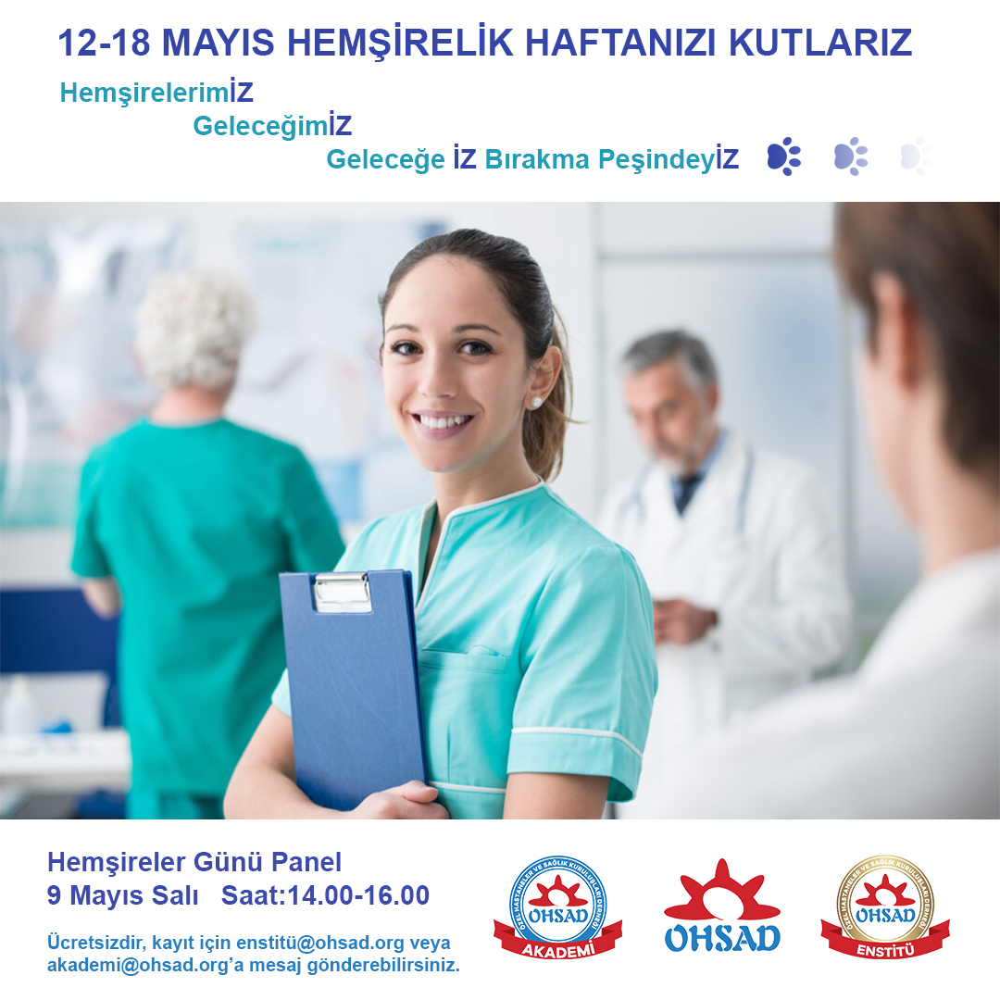 12-18 MAYIS HEMŞİRELİK HAFTANIZI KUTLARIZ
HemşirelerimİZ
GeleceğimİZ
Geleceğe İZ Bırakma PeşindeyİZ
Hemşireler Günü Panel
9 Mayıs Salı Saat:14.00-16.00
Ücretsizdir, kayıt için enstitü@ohsad.org veya
akademi@ohsad.org’a mesaj gönderebilirsiniz.
ÖZEL HASTANELER VE SAĞLIK KURULUŞLARI DERNEĞİ
OHSAD
AKADEMİ
OHSAD
ÖZEL HASTANELER VE SAĞLIK KURULUŞLARI DERNEĞİ
OHSAD
ENSTİTÜ